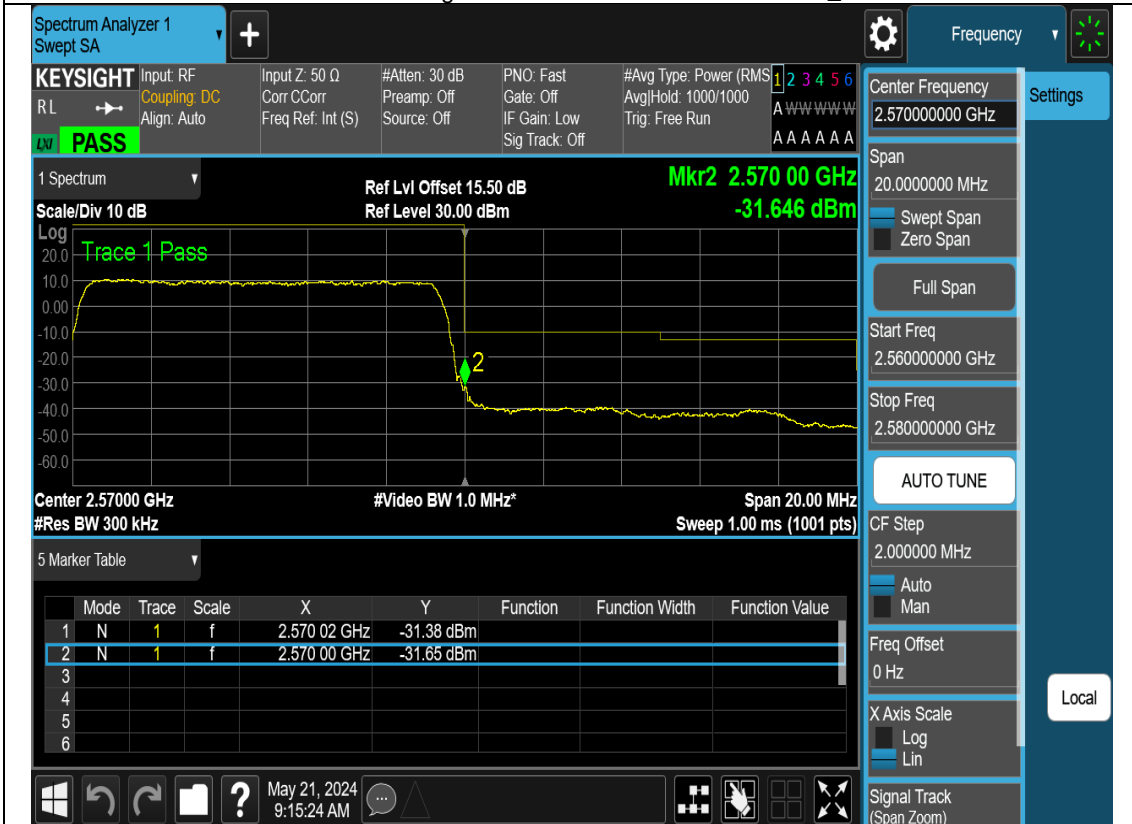 Spectrum Analyzer 1
Swept SA
+
Frequency
KEYSIGHT
RL
LXI PASS
Input: RF
Coupling: DC
Align: Auto
Input Z: 50 Ω
Corr CCorr
Freq Ref: Int (S)
#Atten: 30 dB
Preamp: Off
Source: Off
PNO: Fast
Gate: Off
IF Gain: Low
Sig Track: Off
#Avg Type: Power (RMS
Avg|Hold: 1000/1000
Trig: Free Run
1 2 3 4 5 6
A W W W W W
A A A A A A
1 Spectrum
Scale/Div 10 dB
Ref Lvl Offset 15.50 dB
Ref Level 30.00 dBm
Mkr2 2.570 00 GHz
-31.646 dBm
Log
Trace 1 Pass
20.0
10.0
0.00
-10.0
-20.0
-30.0
-40.0
-50.0
-60.0
2
Center 2.57000 GHz
#Video BW 1.0 MHz*
Span 20.00 MHz
#Res BW 300 kHz
Sweep 1.00 ms (1001 pts)
5 Marker Table
Mode Trace Scale X Y Function Function Width Function Value
1 N 1 f 2.570 02 GHz -31.38 dBm
2 N 1 f 2.570 00 GHz -31.65 dBm
3
4
5
6
?
May 21, 2024
9:15:24 AM
Center Frequency
2.570000000 GHz
Settings
Span
20.0000000 MHz
Swept Span
Zero Span
Full Span
Start Freq
2.560000000 GHz
Stop Freq
2.580000000 GHz
AUTO TUNE
CF Step
2.000000 MHz
Auto
Man
Freq Offset
0 Hz
Local
X Axis Scale
Log
Lin
Signal Track
(Span Zoom)